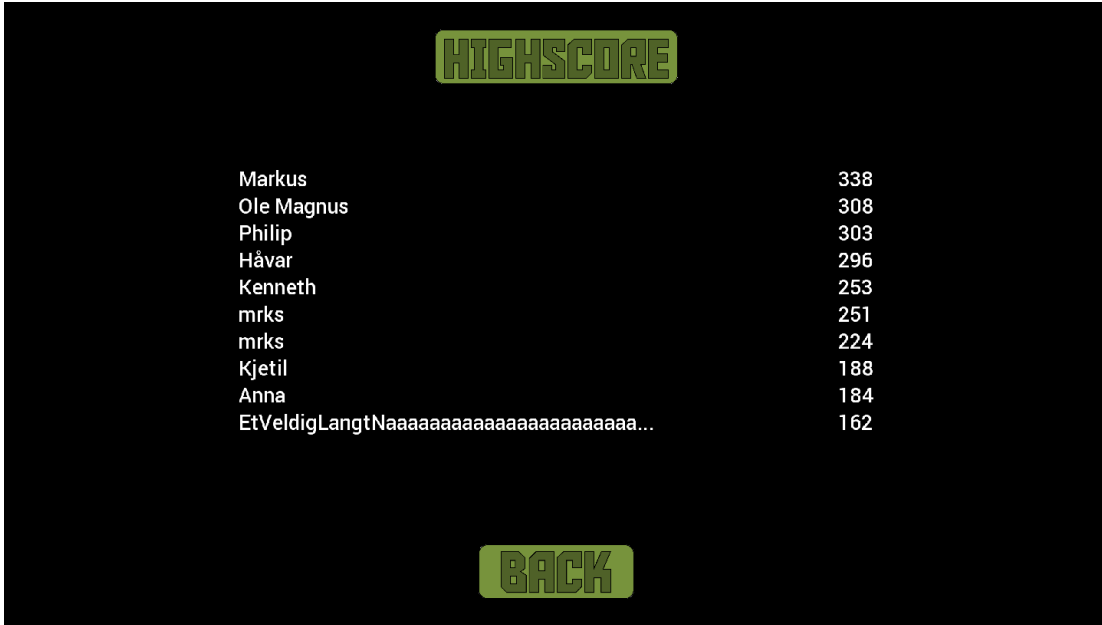 HIGHSCORE
Markus 338
Ole Magnus 308
Philip 303
Håvar 296
Kenneth 253
mrks 251
mrks 224
Kjetil 188
Anna 184
EtVeldigLangtNaaaaaaaaaaaaaaaaaaaaaaa... 162
BACK